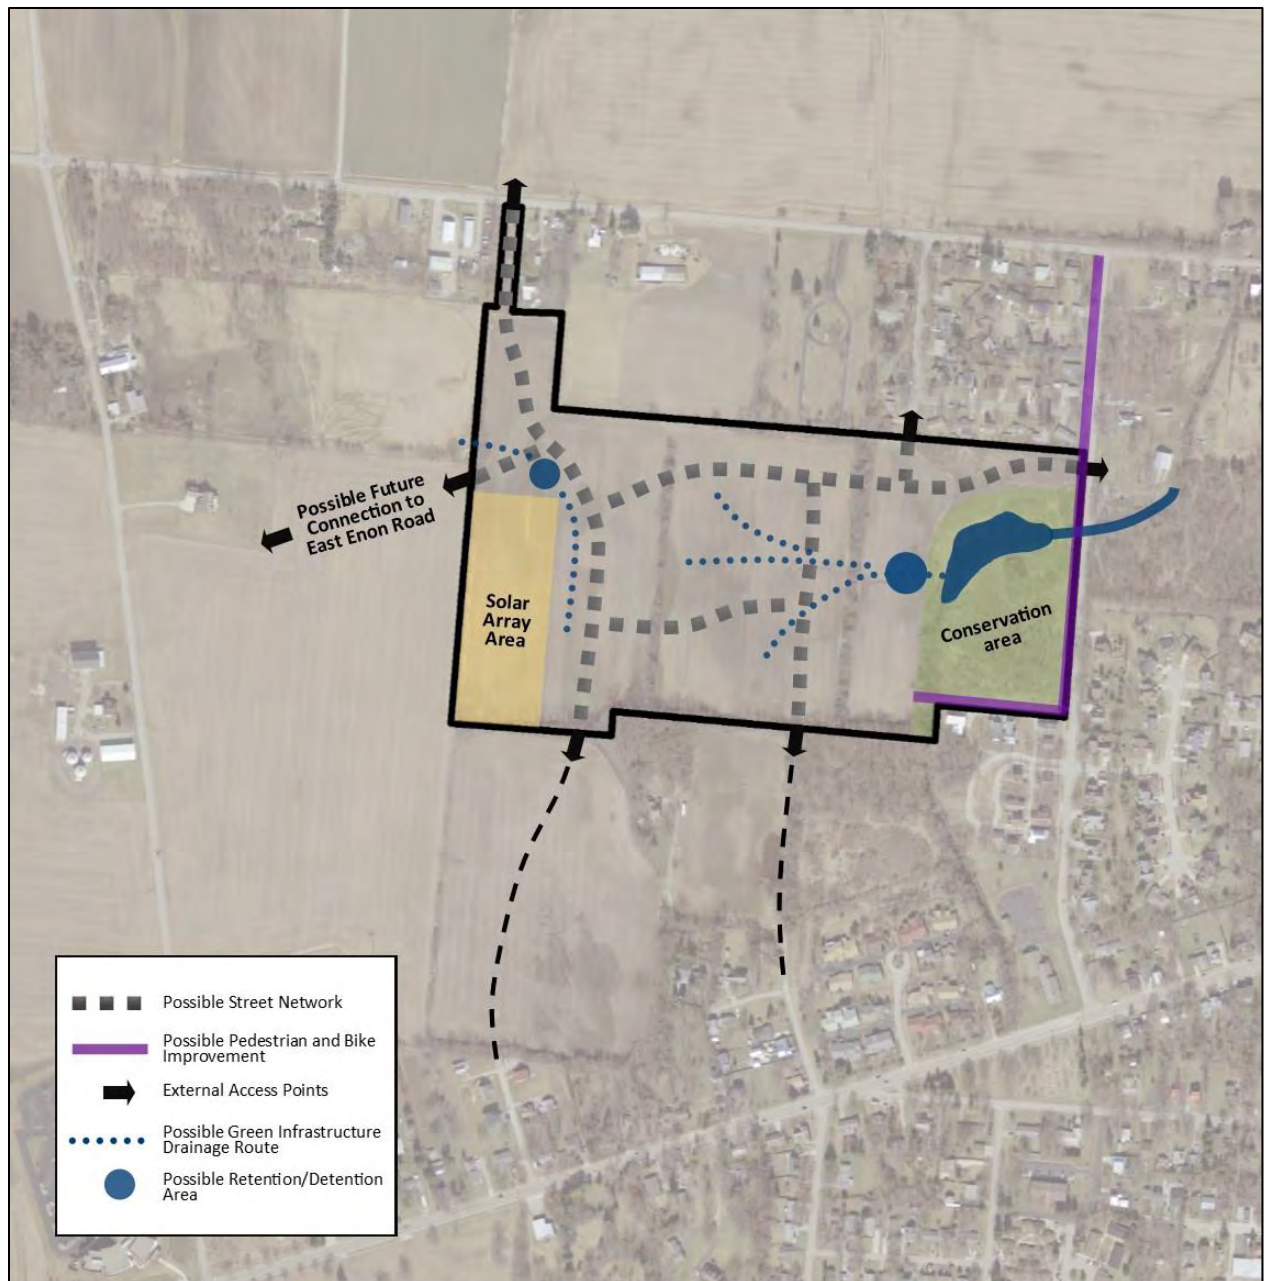 Possible Future
Connection to
East Enon Road
Solar
Array
Area
Conservation
area
Possible Street Network
Possible Pedestrian and Bike
Improvement
External Access Points
Possible Green Infrastructure
Drainage Route
Possible Retention/Detention
Area